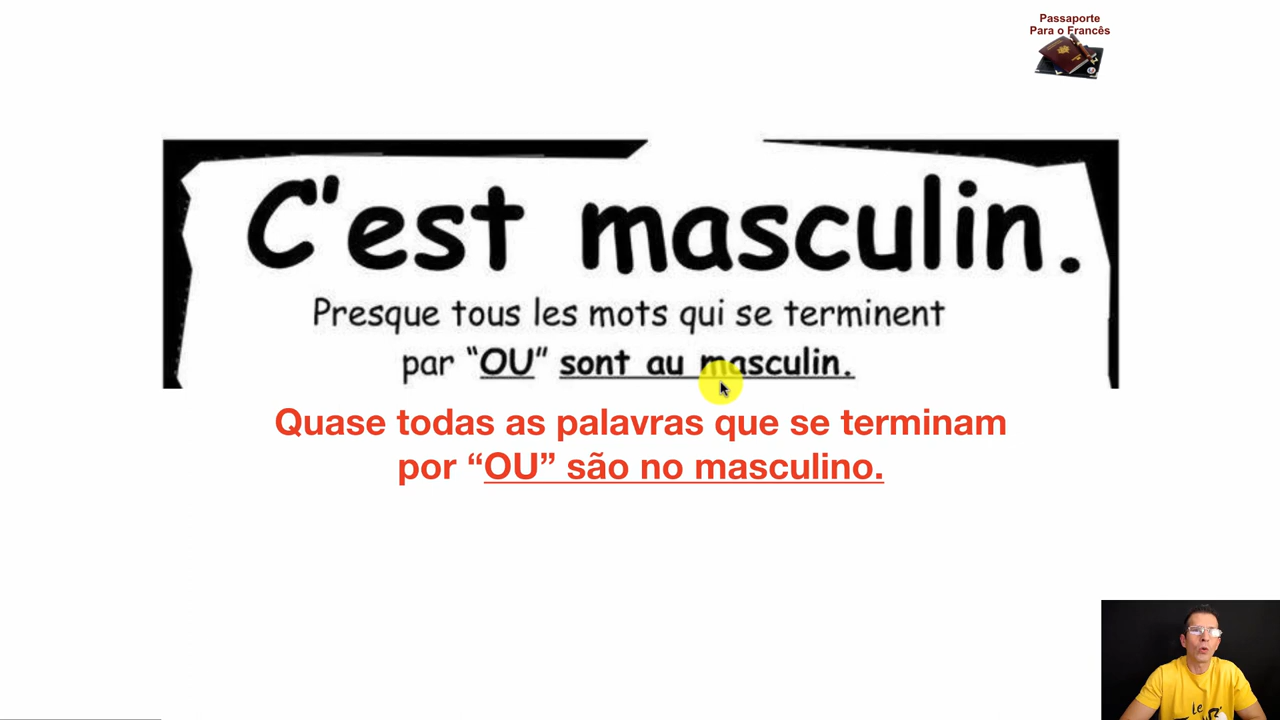 Passaporte
Para o Francês
C"est masculin.
Presque tous les mots qui se terminent
par “OU” sont au masculin.
Quase todas as palavras que se terminam
por “OU” são no masculino.
Le